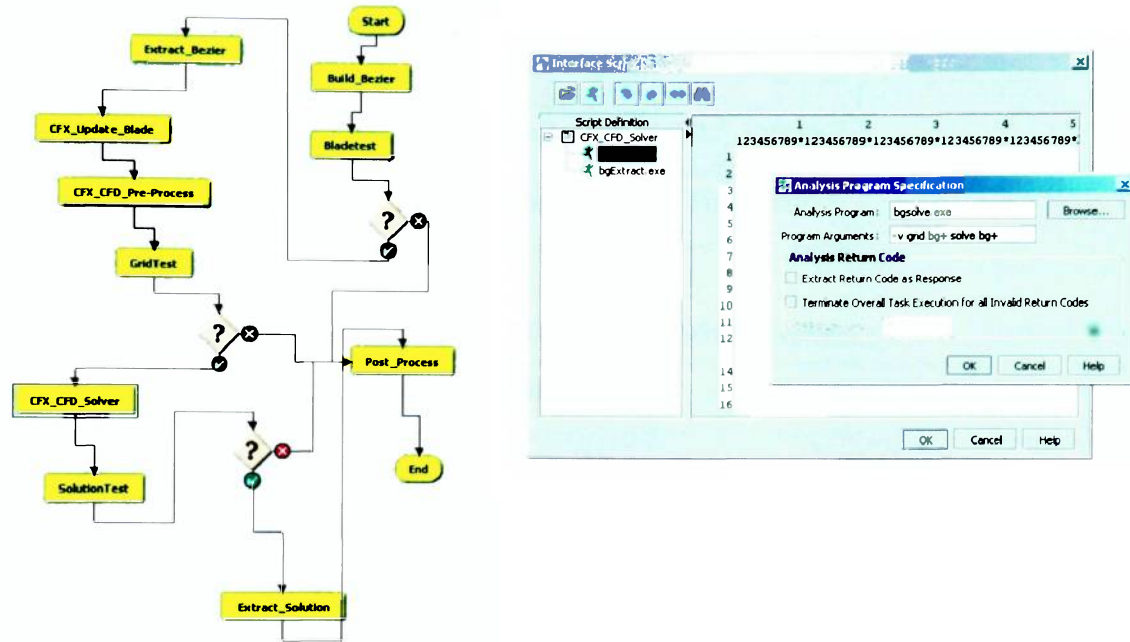 Start
Extract_Bezier
Build_Bezier
CFX_Update_Blade
Bladetest
CFX_CFD_Pre-Process
?
GridTest
?
Post_Process
CFX_CFD_Solver
?
End
SolutionTest
Extract_Solution
Interface
Script Definition
CFX_CFD_Solver
bgExtract.exe
1 2 3 4 5
123456789*123456789*123456789*123456789*123456789*
1
2
3
4
5
6
7
8
9
10
11
12
14
15
16
Analysis Program Specification
Analysis Program: bgsolve.exe Browse...
Program Arguments: -v grid bg+ solve bg+
Analysis Return Code
Extract Return Code as Response
Terminate Overall Task Execution for all Invalid Return Codes
OK Cancel Help
OK Cancel Help